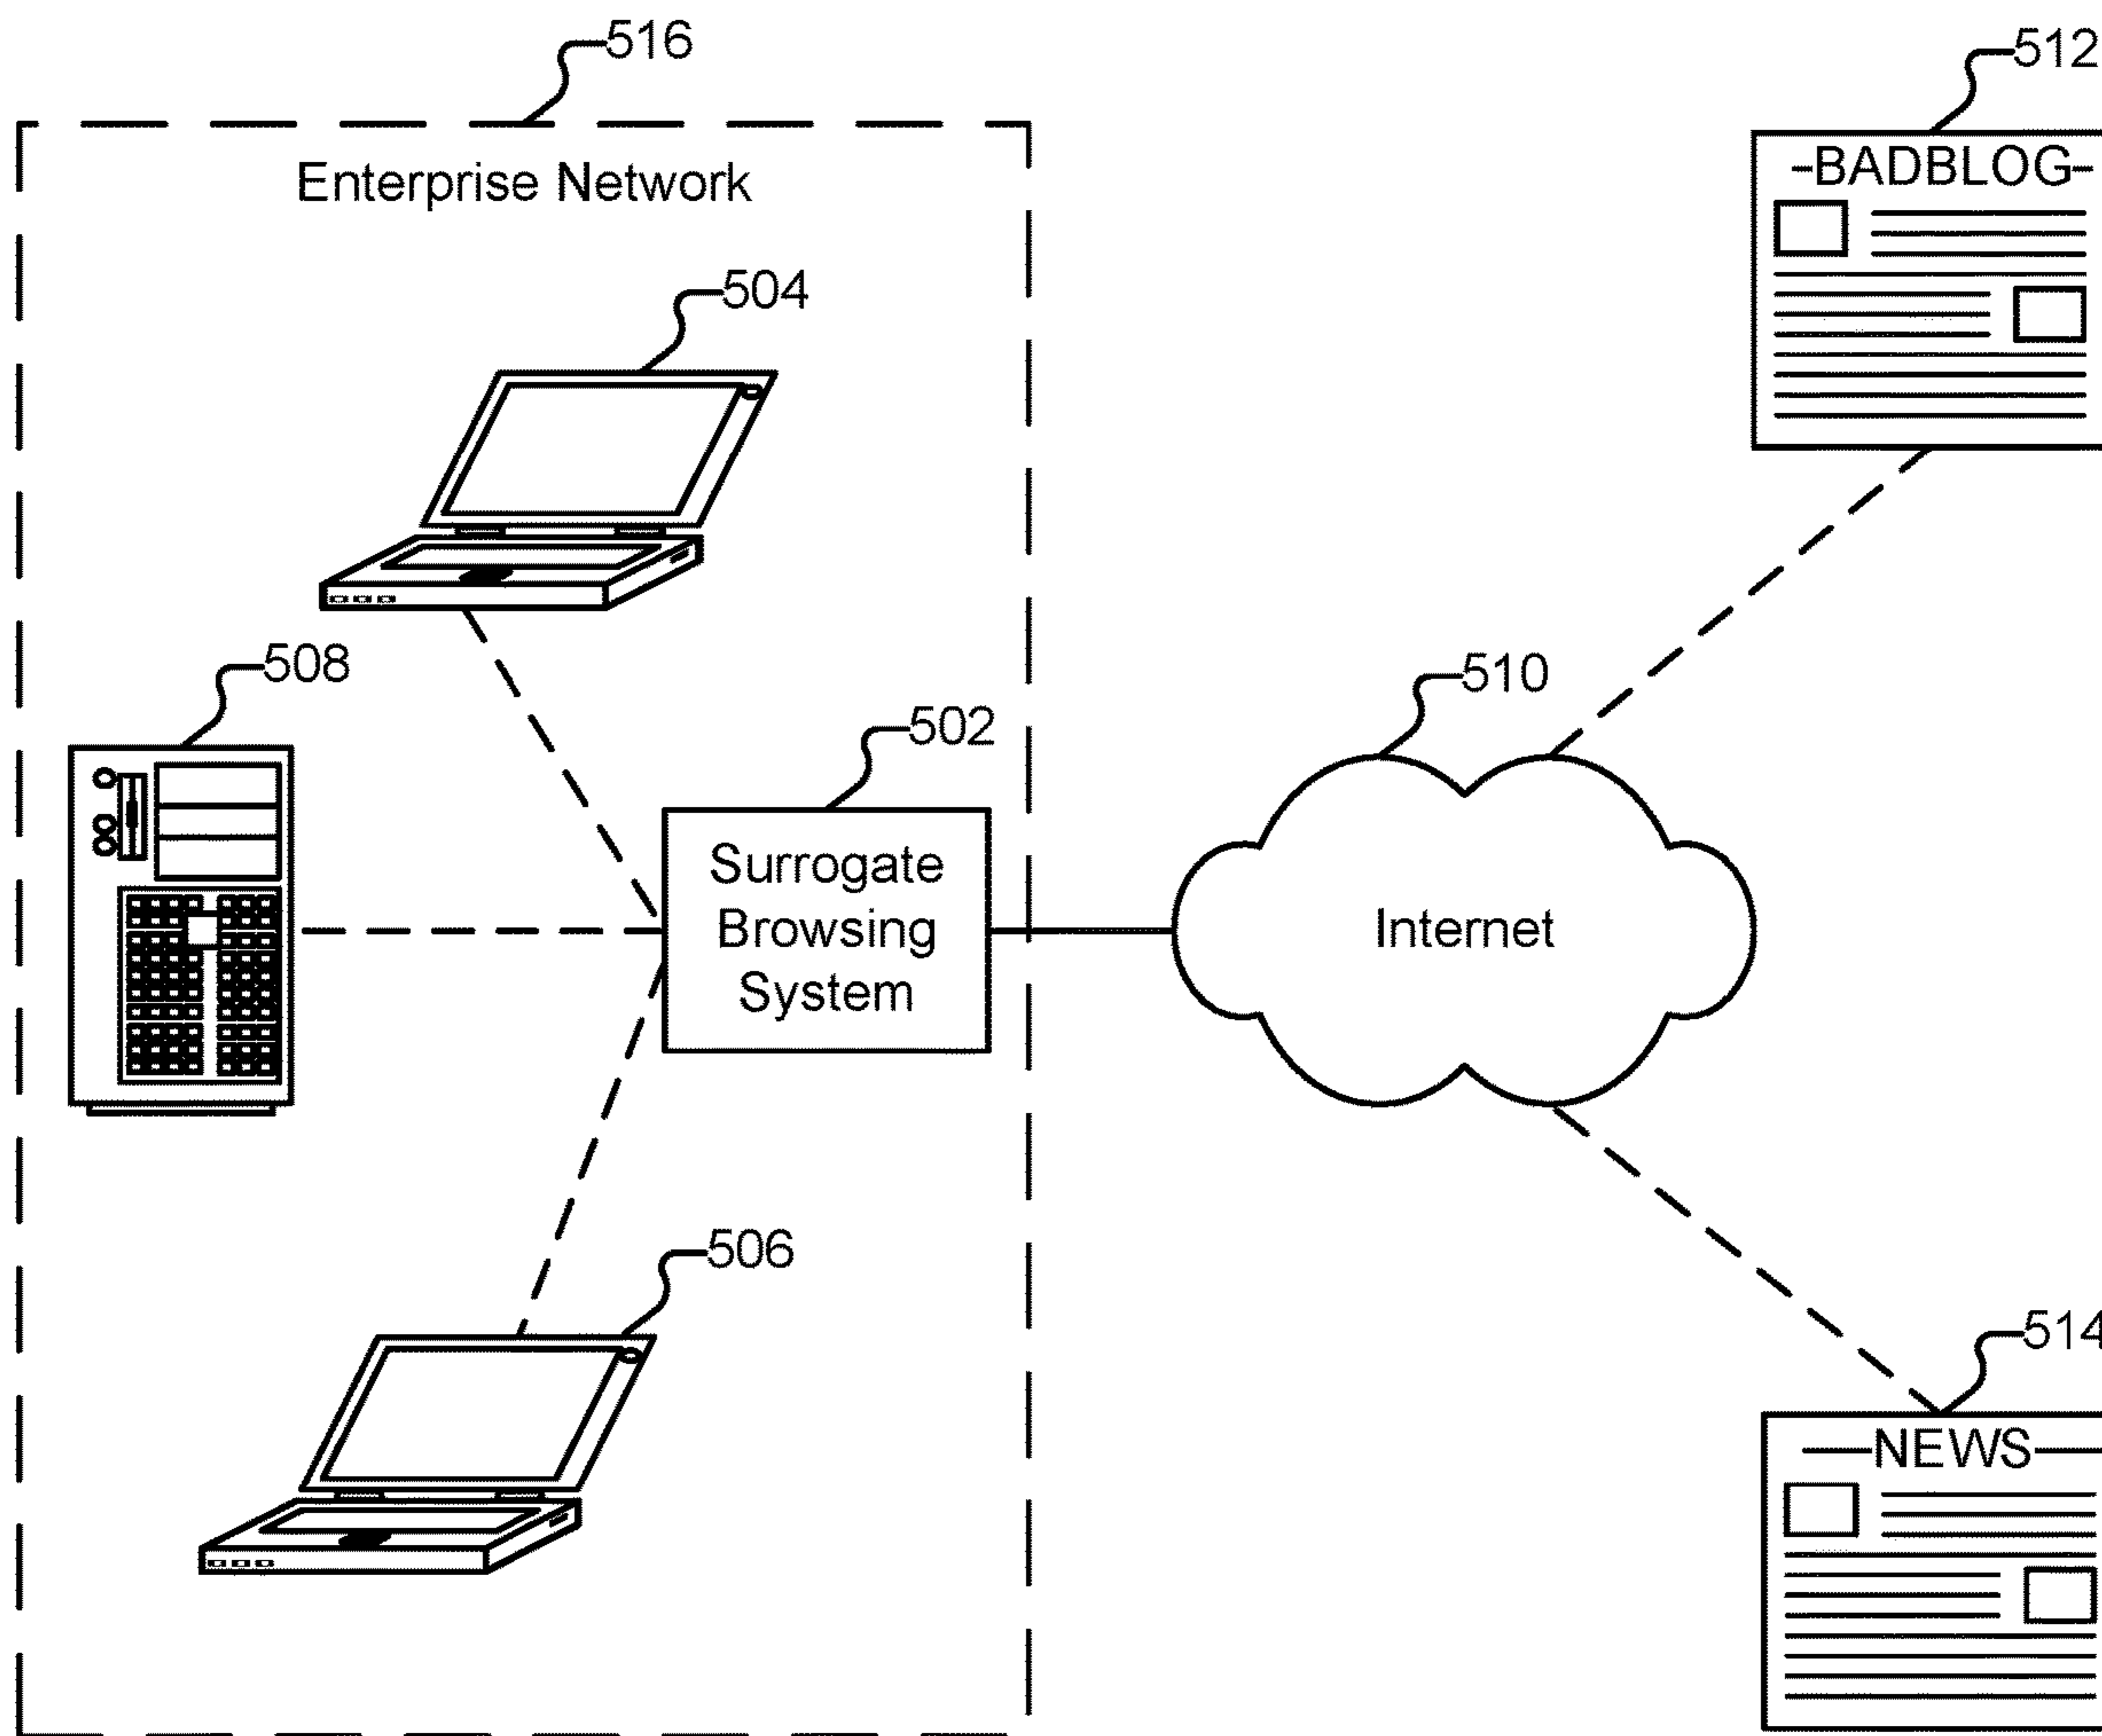 516
512
Enterprise Network
-BADBLOG-
504
508
510
502
Surrogate
Browsing
System
Internet
506
514
NEWS